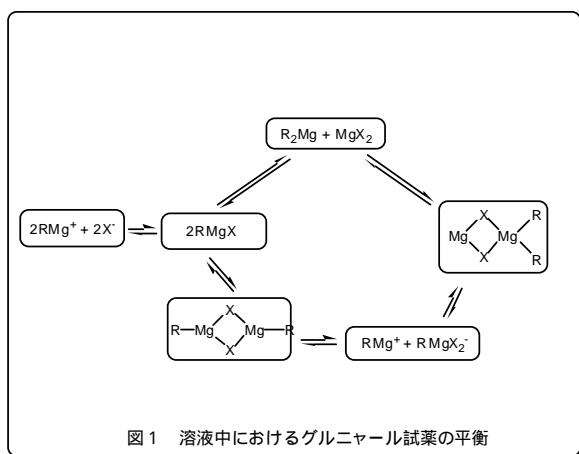 R₂Mg + MgX₂
2RMg⁺ + 2X⁻
2RMgX
X
R
Mg
Mg
X
R
X
R
Mg
Mg
R
X
RMg⁺ + RMgX₂⁻
図1 溶液中におけるグルニャール試薬の平衡